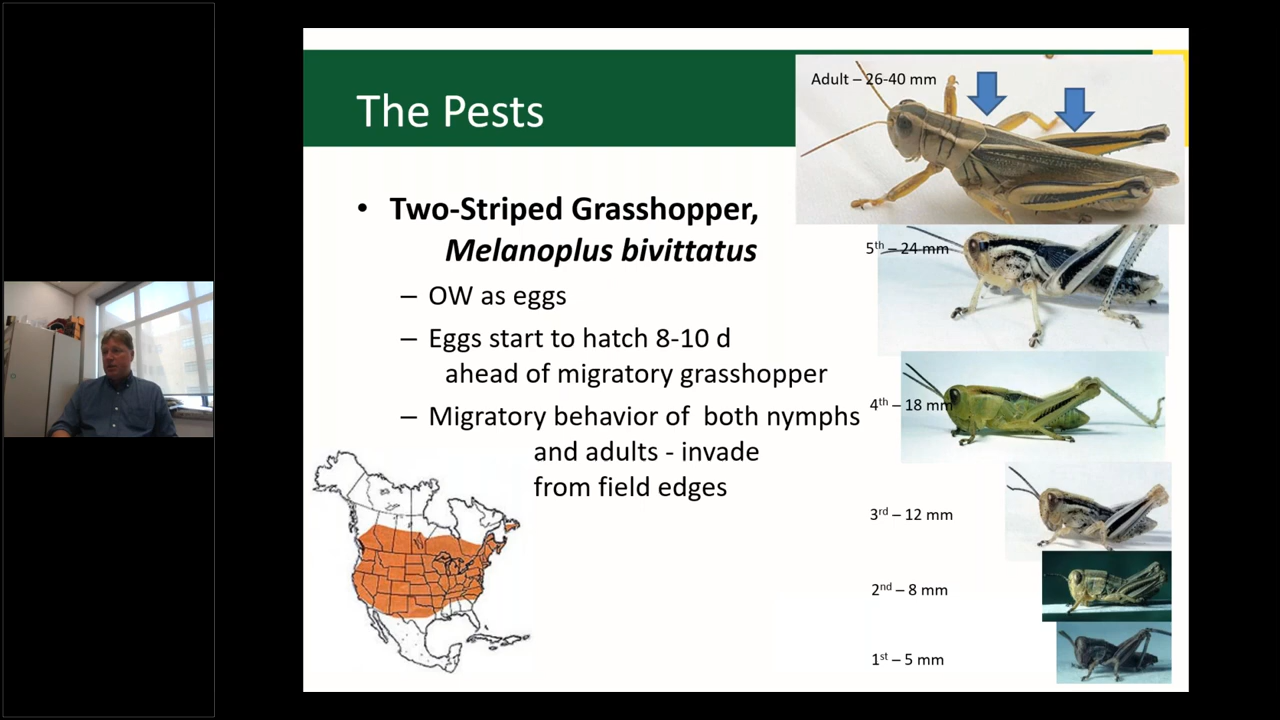 The Pests
Adult – 26-40 mm
• Two-Striped Grasshopper,
Melanoplus bivittatus
– OW as eggs
– Eggs start to hatch 8-10 d
ahead of migratory grasshopper
– Migratory behavior of both nymphs
and adults - invade
from field edges
5th – 24 mm
4th – 18 mm
3rd – 12 mm
2nd – 8 mm
1st – 5 mm